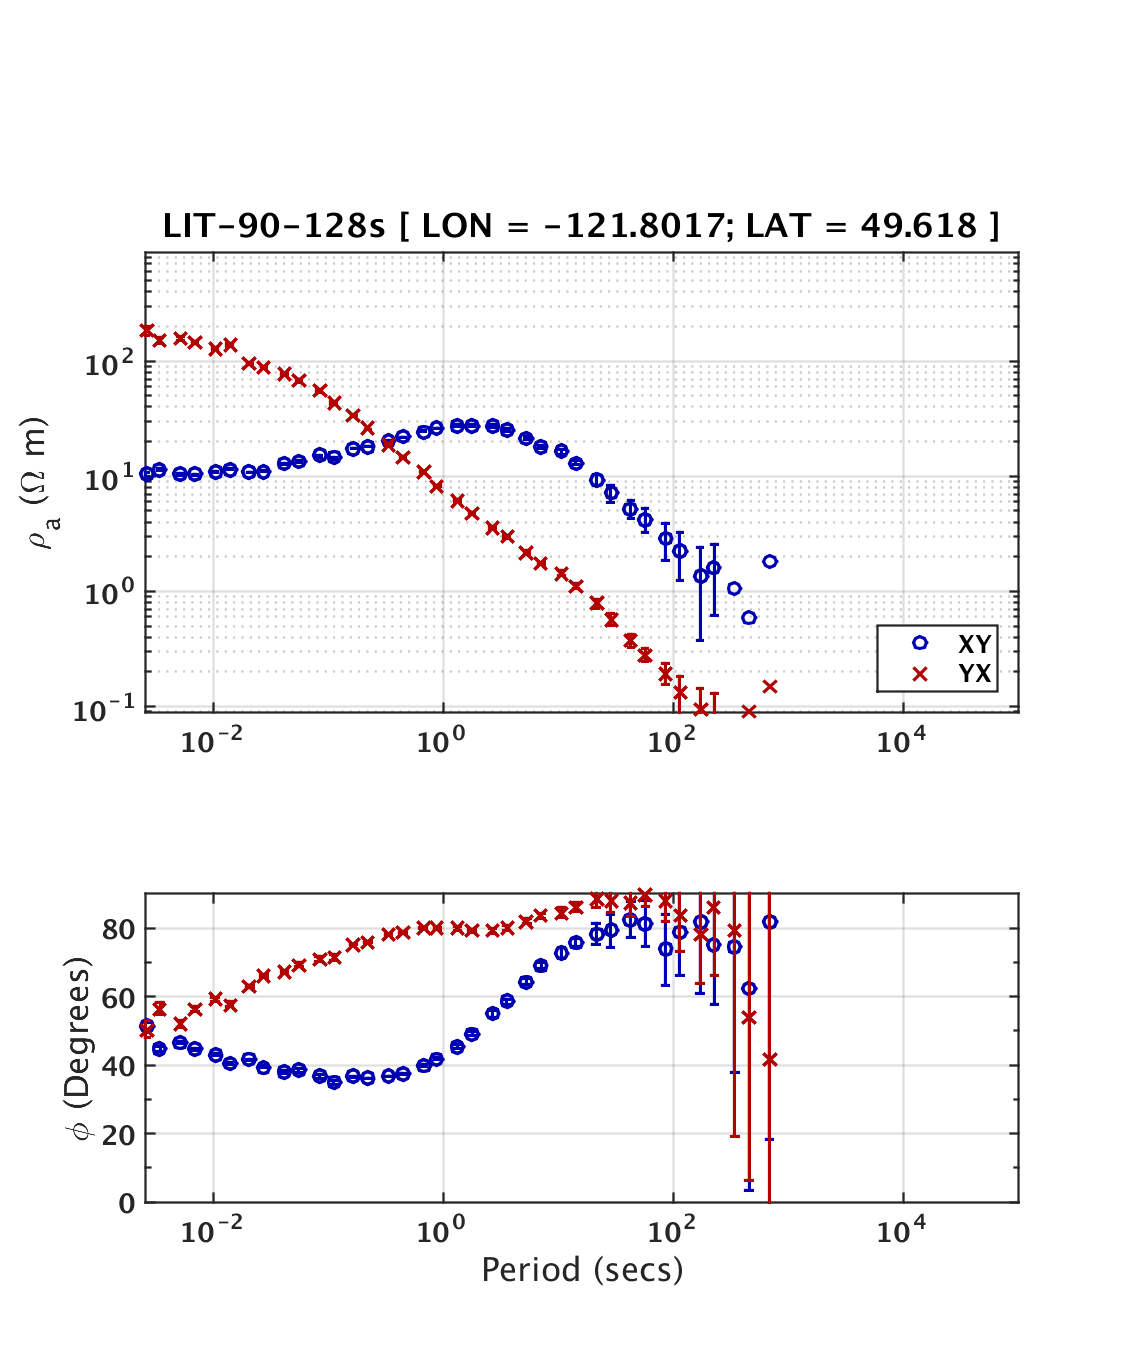 LIT-90-128s [ LON = -121.8017; LAT = 49.618 ]
ρa (Ω m)
10²
10¹
10⁰
10⁻¹
XY
YX
10⁻² 10⁰ 10² 10⁴
ϕ (Degrees)
80
60
40
20
0
10⁻² 10⁰ 10² 10⁴
Period (secs)